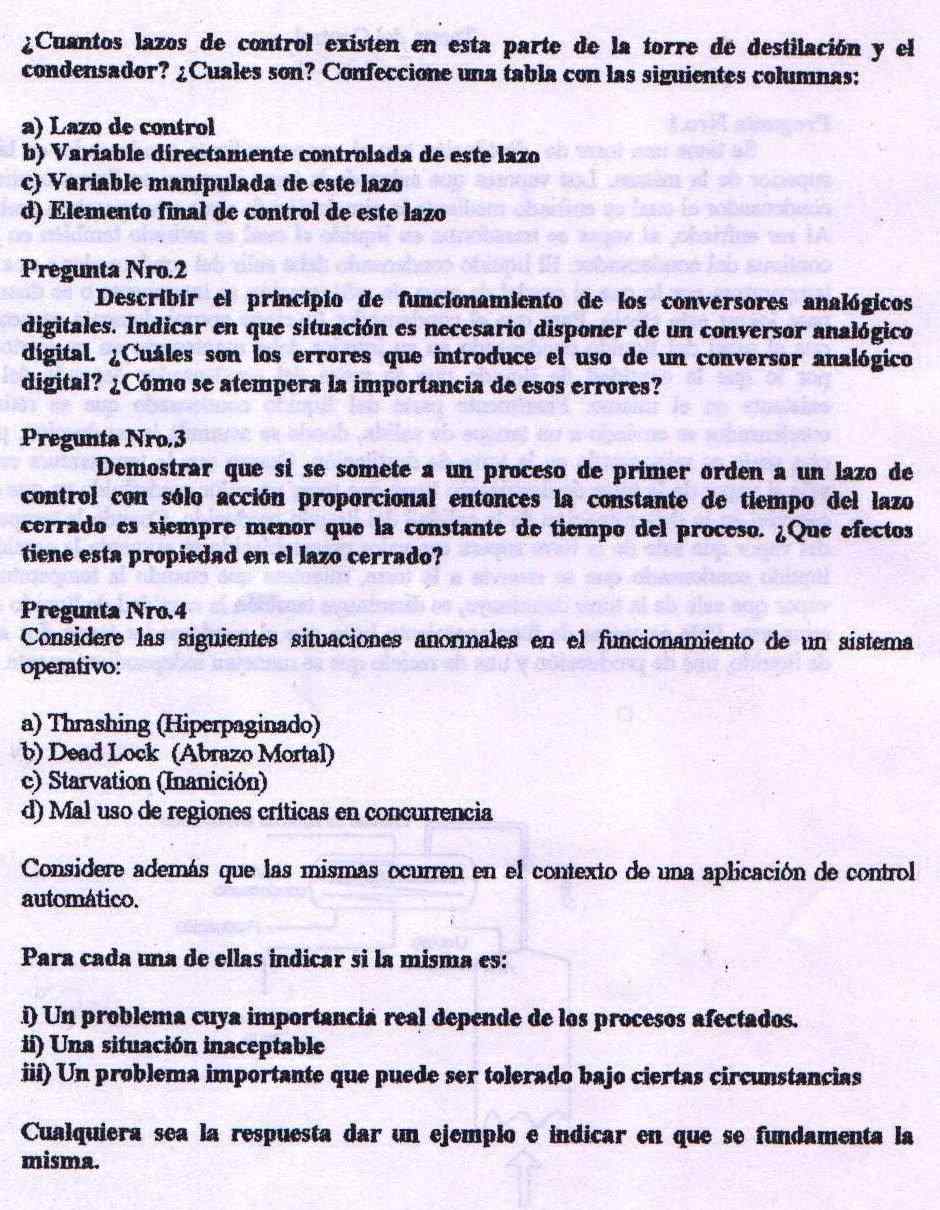 ¿Cuantos lazos de control existen en esta parte de la torre de destilación y el
condensador? ¿Cuales son? Confeccione una tabla con las siguientes columnas:
a) Lazo de control
b) Variable directamente controlada de este lazo
c) Variable manipulada de este lazo
d) Elemento final de control de este lazo
Pregunta Nro.2
Describir el principio de funcionamiento de los conversores analógicos
digitales. Indicar en que situación es necesario disponer de un conversor analógico
digital. ¿Cuáles son los errores que introduce el uso de un conversor analógico
digital? ¿Cómo se atempera la importancia de esos errores?
Pregunta Nro.3
Demostrar que si se somete a un proceso de primer orden a un lazo de
control con sólo acción proporcional entonces la constante de tiempo del lazo
cerrado es siempre menor que la constante de tiempo del proceso. ¿Que efectos
tiene esta propiedad en el lazo cerrado?
Pregunta Nro.4
Considere las siguientes situaciones anormales en el funcionamiento de un sistema
operativo:
a) Thrashing (Hiperpaginado)
b) Dead Lock (Abrazo Mortal)
c) Starvation (Inanición)
d) Mal uso de regiones críticas en concurrencia
Considere además que las mismas ocurren en el contexto de una aplicación de control
automático.
Para cada una de ellas indicar si la misma es:
i) Un problema cuya importancia real depende de los procesos afectados.
ii) Una situación inaceptable
iii) Un problema importante que puede ser tolerado bajo ciertas circunstancias
Cualquiera sea la respuesta dar un ejemplo e indicar en que se fundamenta la
misma.